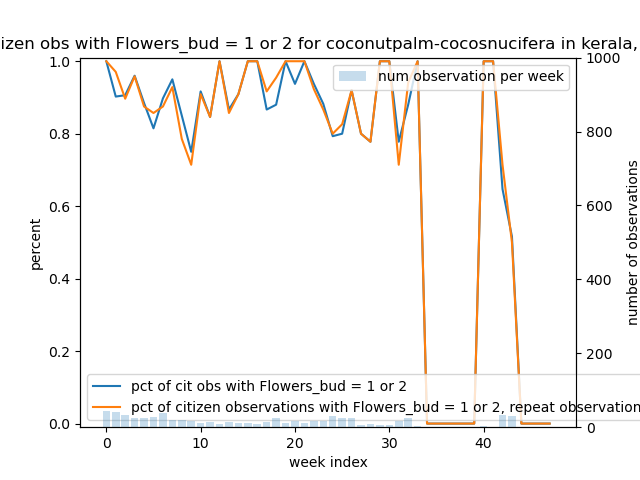 izen obs with Flowers_bud = 1 or 2 for coconutpalm-cocosnucifera in kerala,
num observation per week
1.0
0.8
0.6
0.4
0.2
0.0
percent
1000
800
600
400
200
0
number of observations
pct of cit obs with Flowers_bud = 1 or 2
pct of citizen observations with Flowers_bud = 1 or 2, repeat observation
0 10 20 30 40
week index